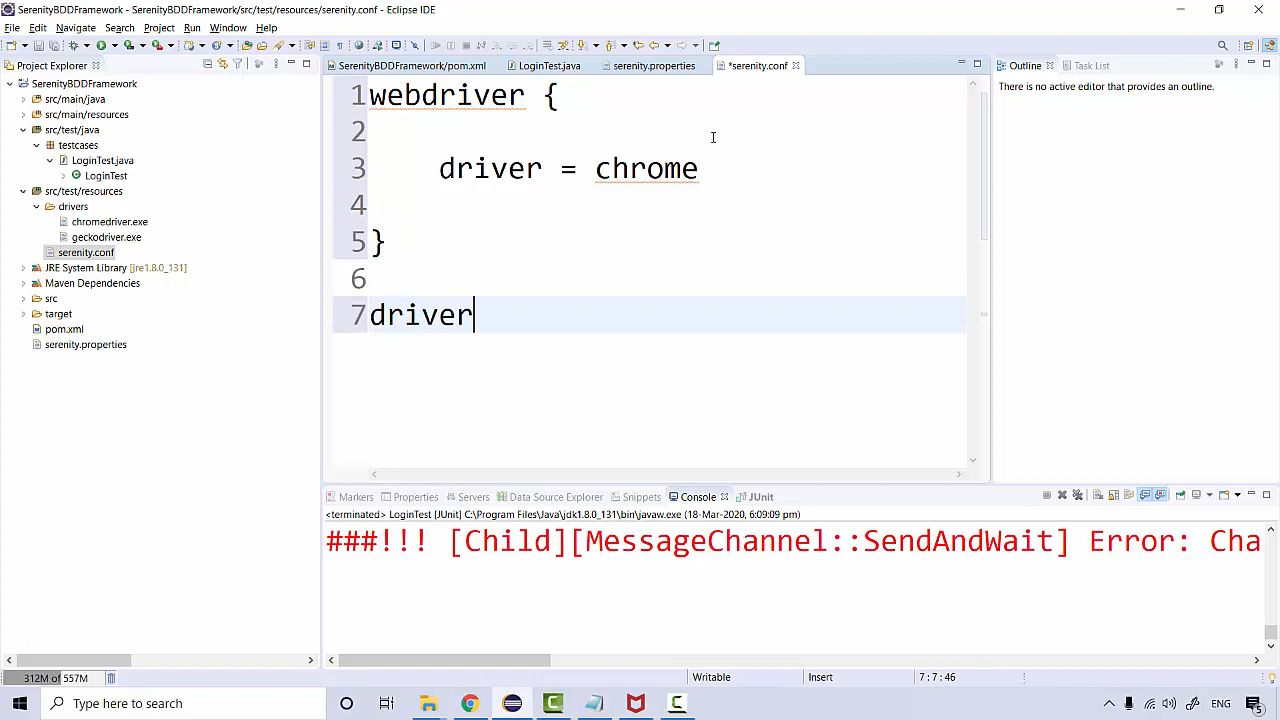 SerenityBDDFramework - SerenityBDDFramework/src/test/resources/serenity.conf - Eclipse IDE
File Edit Navigate Search Project Run Window Help
Project Explorer
SerenityBDDFramework/pom.xml LoginTest.java serenity.properties *serenity.conf
Outline Task List
SerenityBDDFramework
src/main/java
src/main/resources
src/test/java
testcases
LoginTest.java
LoginTest
src/test/resources
drivers
chromedriver.exe
geckodriver.exe
serenity.conf
JRE System Library [jre1.8.0_131]
Maven Dependencies
src
target
pom.xml
serenity.properties
1 webdriver {
2
3 driver = chrome
4
5 }
6
7 driver
There is no active editor that provides an outline.
Markers Properties Servers Data Source Explorer Snippets Console JUnit
<terminated> LoginTest [JUnit] C:\Program Files\Java\jdk1.8.0_131\bin\javaw.exe (18-Mar-2020, 6:09:09 pm)
###!!! [Child][MessageChannel::SendAndWait] Error: Cha
312M of 557M
Writable Insert 7 : 7 : 46
Type here to search
ENG
5